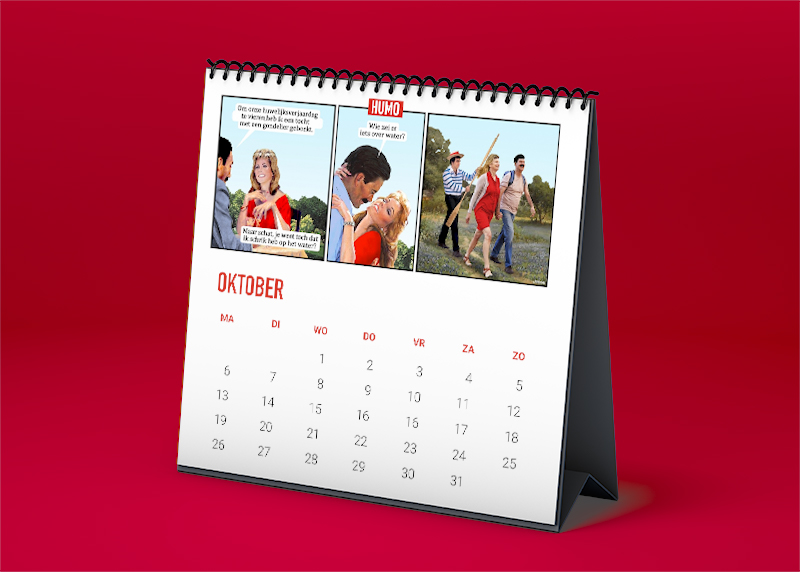 HUMO
Om onze huwelijksverjaardag
te vieren heb ik een tocht
met een gondelier geboekt.
Maar schat, je weet toch dat
ik schrik heb op het water!
Wie zei er
iets over water?
OKTOBER
MA DI WO DO VR ZA ZO
1 2 3 4 5
6 7 8 9 10 11 12
13 14 15 16 16 17 18
19 20 21 22 23 24 25
26 27 28 29 30 31